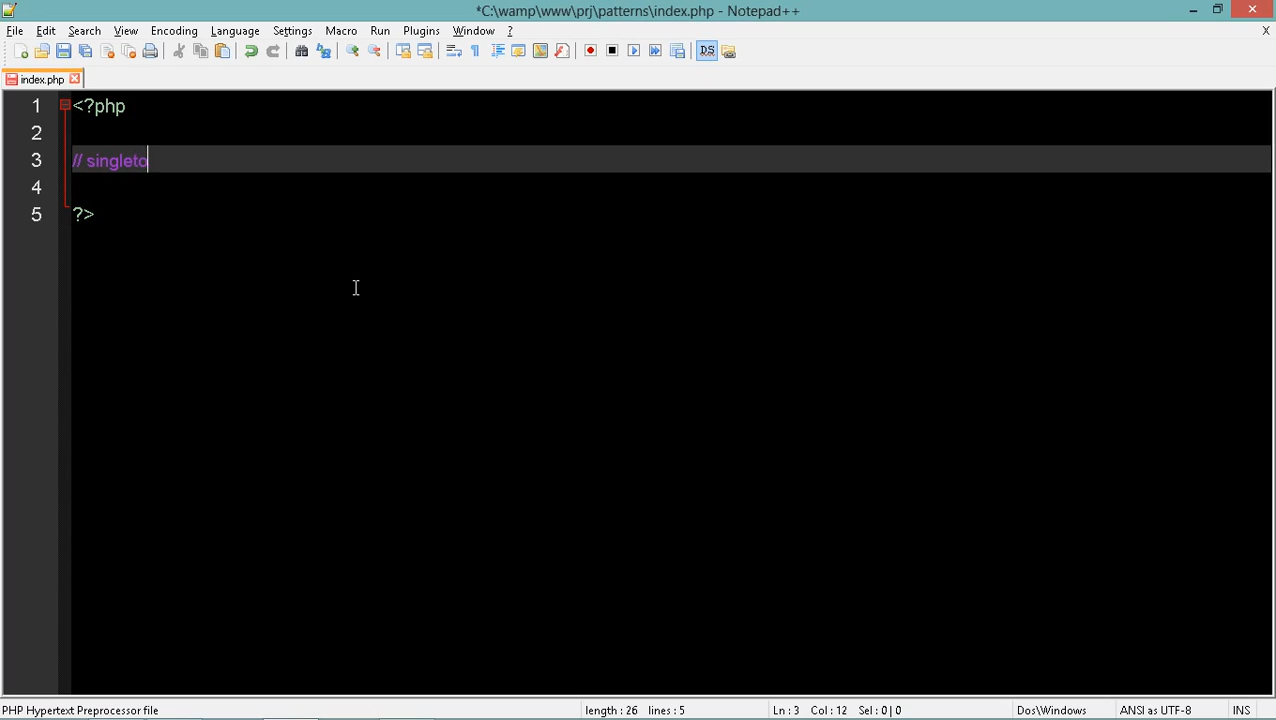 *C:\wamp\www\prj\patterns\index.php - Notepad++
File Edit Search View Encoding Language Settings Macro Run Plugins Window ? X
index.php
1 <?php
2
3 // singleto
4
5 ?>
PHP Hypertext Preprocessor file length : 26 lines : 5 Ln : 3 Col : 12 Sel : 0 | 0 Dos\Windows ANSI as UTF-8 INS